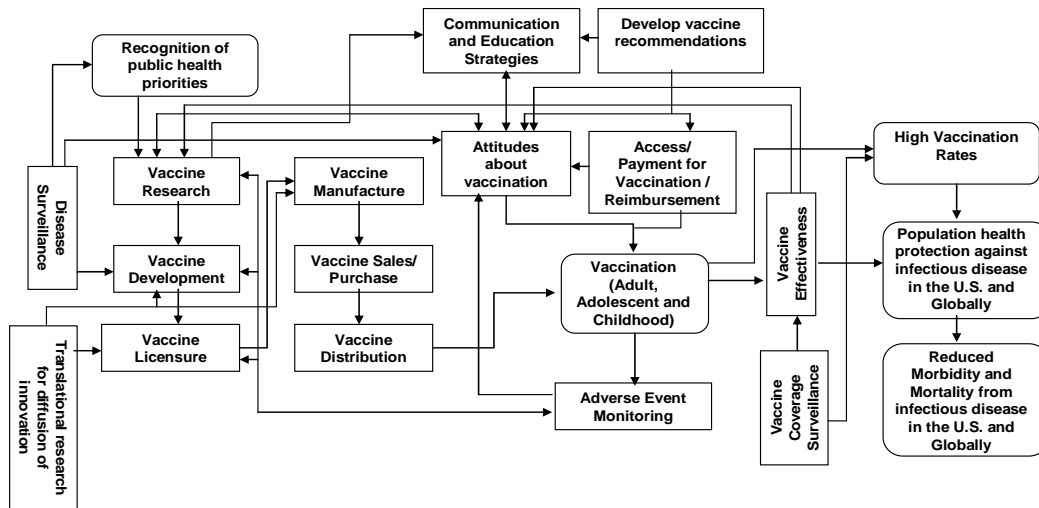 Recognition of
public health
priorities
Communication
and Education
Strategies
Develop vaccine
recommendations
Disease
Surveillance
Vaccine
Research
Vaccine
Manufacture
Attitudes
about
vaccination
Access/
Payment for
Vaccination /
Reimbursement
High Vaccination
Rates
Vaccine
Development
Vaccine Sales/
Purchase
Vaccination
(Adult,
Adolescent and
Childhood)
Vaccine
Effectiveness
Population health
protection against
infectious disease
in the U.S. and
Globally
Translational research
for diffusion of
innovation
Vaccine
Licensure
Vaccine
Distribution
Adverse Event
Monitoring
Vaccine
Coverage
Surveillance
Reduced
Morbidity and
Mortality from
infectious disease
in the U.S. and
Globally